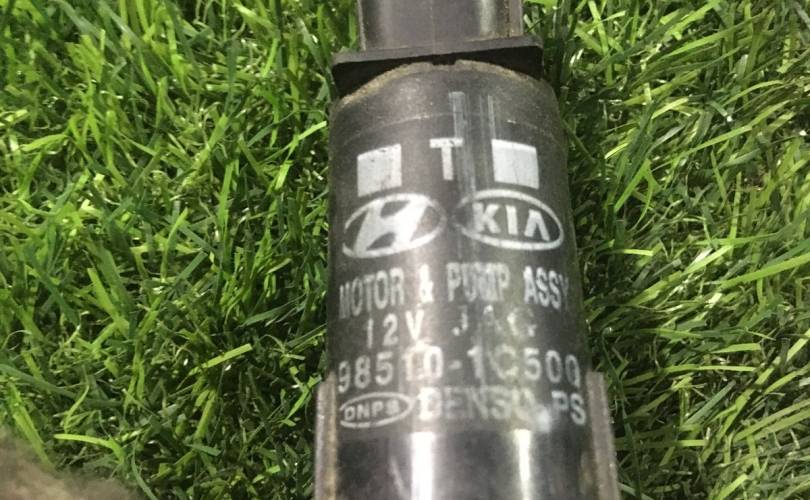 T
H KIA
MOTOR & PUMP ASSY
12V
98510-1C500
DNPS DENSO PS